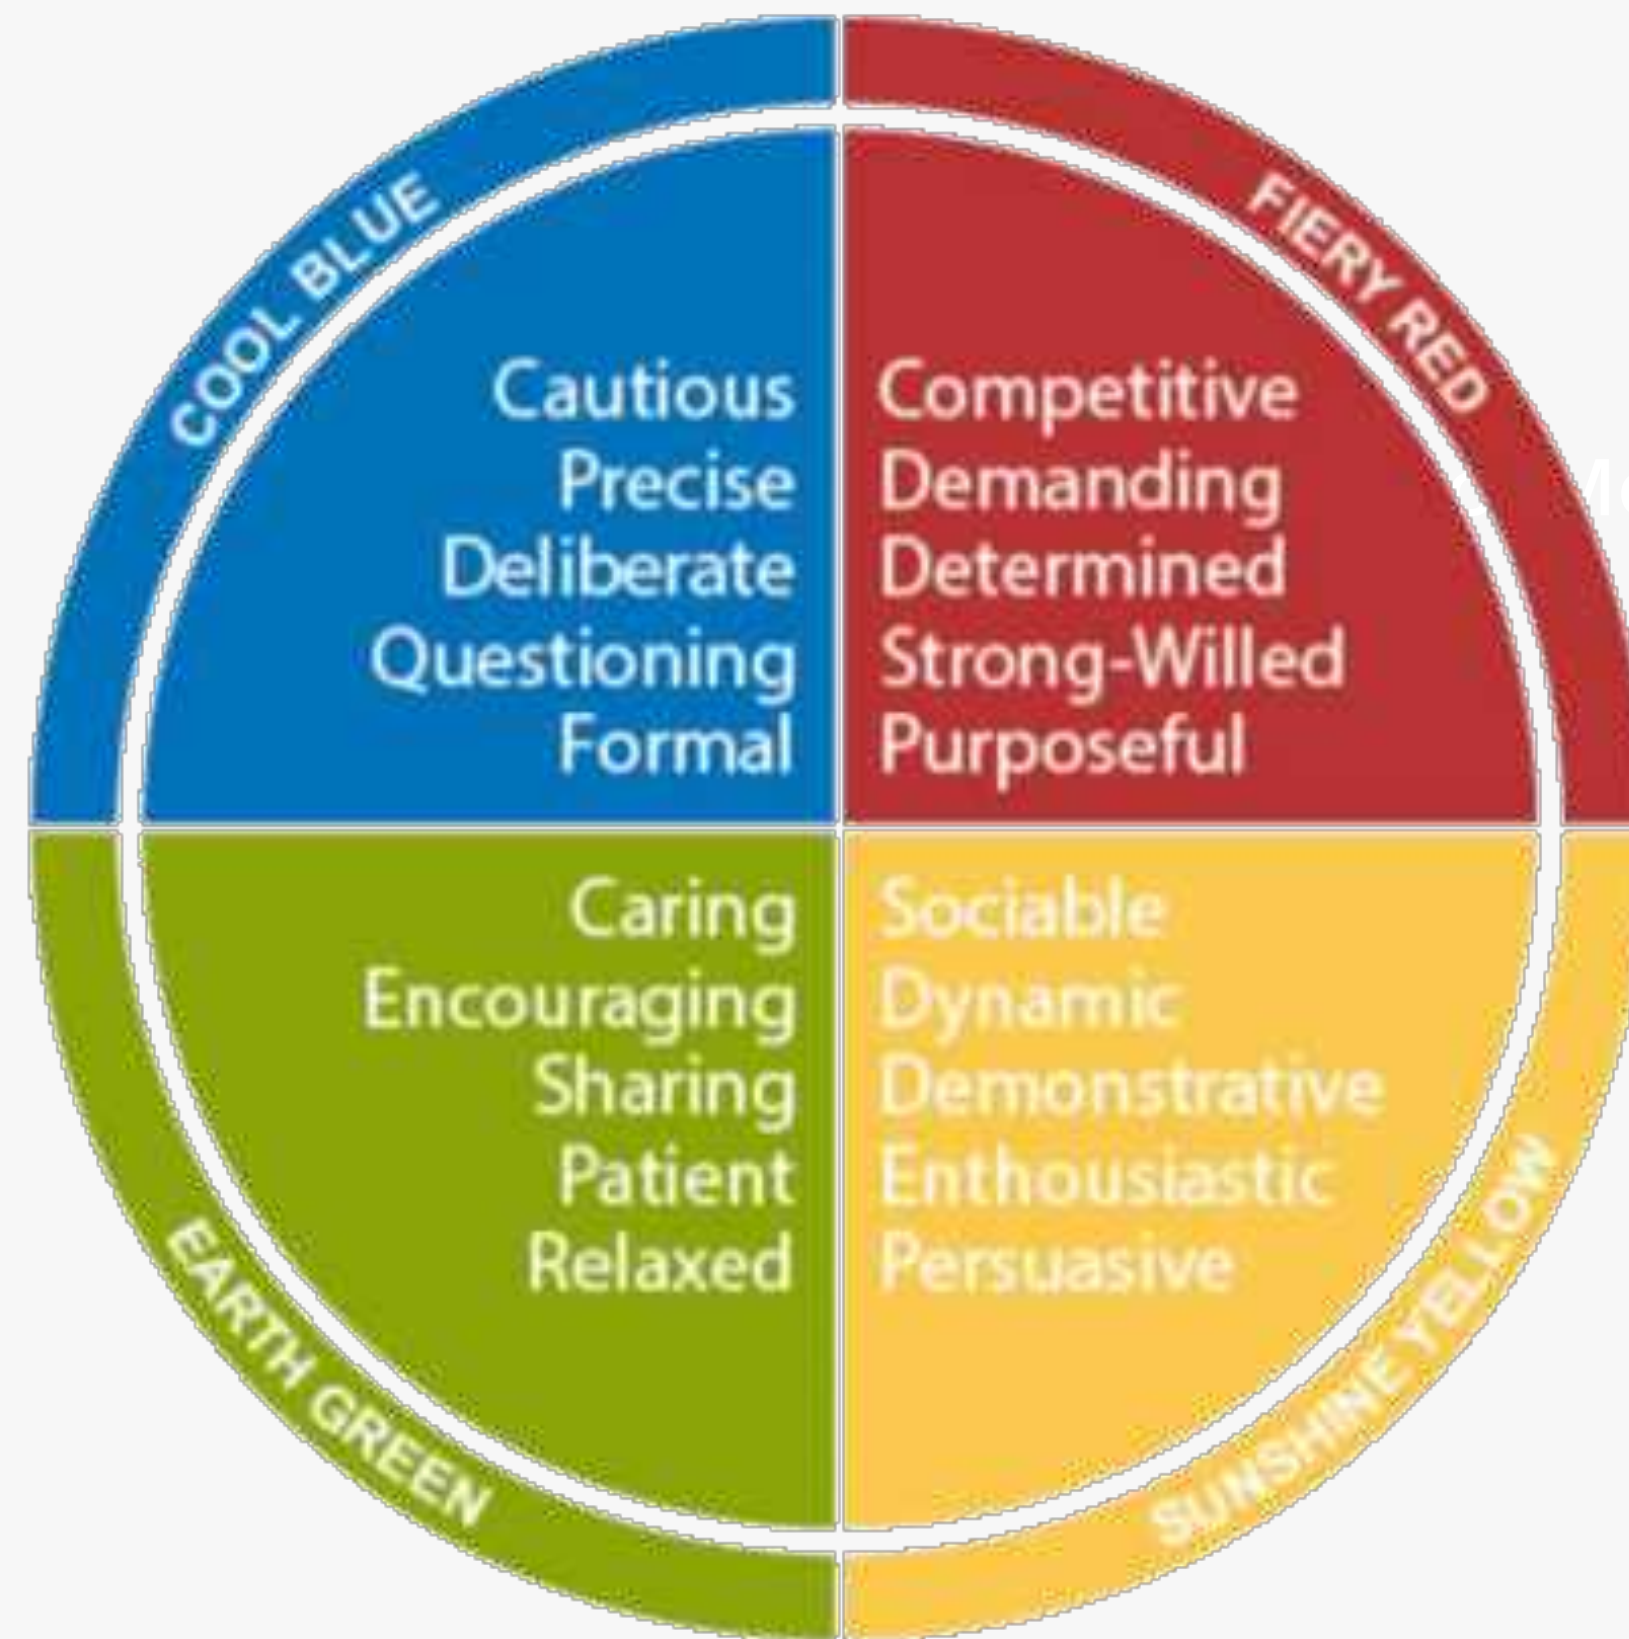 COOL BLUE
Cautious
Precise
Deliberate
Questioning
Formal
FIERY RED
Competitive
Demanding
Determined
Strong-Willed
Purposeful
EARTH GREEN
Caring
Encouraging
Sharing
Patient
Relaxed
SUNSHINE YELLOW
Sociable
Dynamic
Demonstrative
Enthousiastic
Persuasive